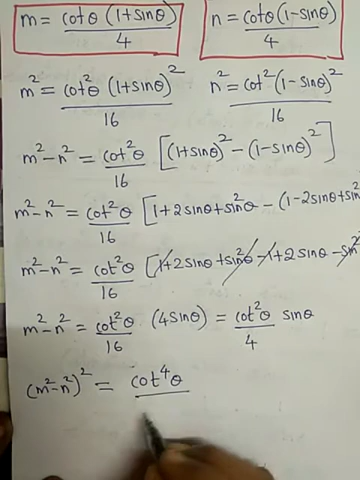 m = cotθ (1+sinθ) / 4    n = cotθ (1-sinθ) / 4
m² = cot²θ (1+sinθ)² / 16    n² = cot² (1-sinθ)² / 16
m²-n² = cot²θ / 16 [(1+sinθ)² - (1-sinθ)²]
m²-n² = cot²θ / 16 [1+2sinθ+sin²θ - (1-2sinθ+sin²
m²-n² = cot²θ / 16 [1+2sinθ+sin²θ -1+2sinθ-sin²
m²-n² = cot²θ / 16 (4sinθ) = cot²θ / 4 sinθ
(m²-n²)² = cot⁴θ